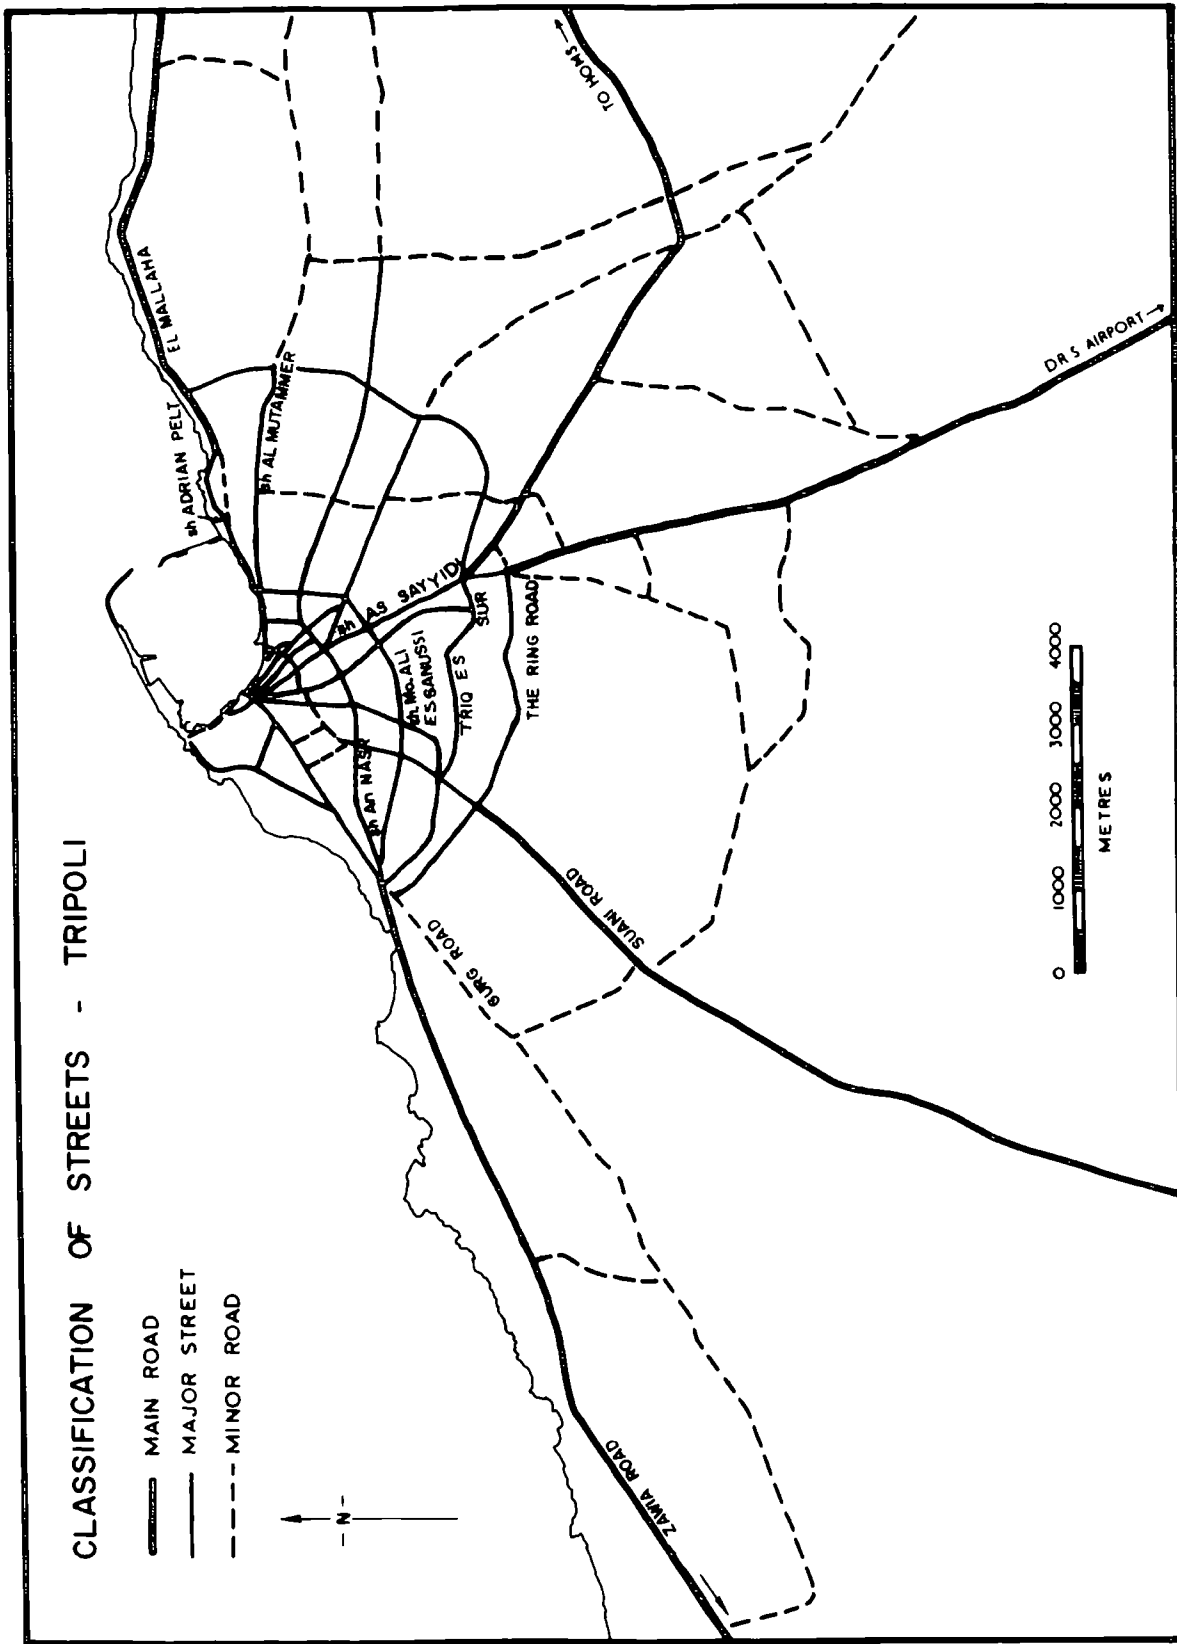 CLASSIFICATION OF STREETS - TRIPOLI
MAIN ROAD
MAJOR STREET
MINOR ROAD
-N-
EL MALLAHA
sh ADRIAN PELT
sh AL MUTAMMER
TO HOMS
sh AS SAYYIDI
sh An NASR
sh. Mo. ALI
ESSANUSSI
TRIQ ES SUR
THE RING ROAD
DRS AIRPORT
BURG ROAD
SUANI ROAD
ZAWIA ROAD
0 1000 2000 3000 4000
METRES